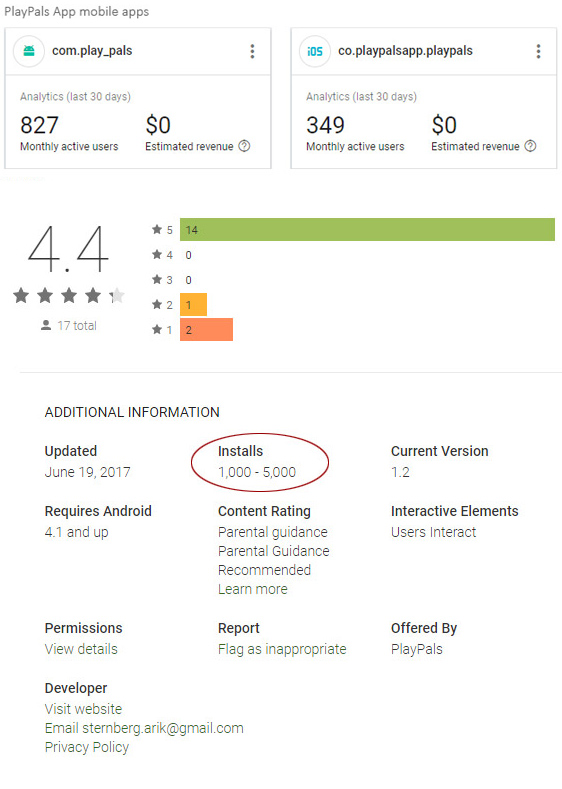 PlayPals App mobile apps
com.play_pals
Analytics (last 30 days)
827
$0
Monthly active users
Estimated revenue ?
iOS
co.playpalsapp.playpals
Analytics (last 30 days)
349
$0
Monthly active users
Estimated revenue ?
4.4
17 total
5 14
4 0
3 0
2 1
1 2
ADDITIONAL INFORMATION
Updated
June 19, 2017
Installs
1,000 - 5,000
Current Version
1.2
Requires Android
4.1 and up
Content Rating
Parental guidance
Parental Guidance
Recommended
Learn more
Interactive Elements
Users Interact
Permissions
View details
Report
Flag as inappropriate
Offered By
PlayPals
Developer
Visit website
Email sternberg.arik@gmail.com
Privacy Policy